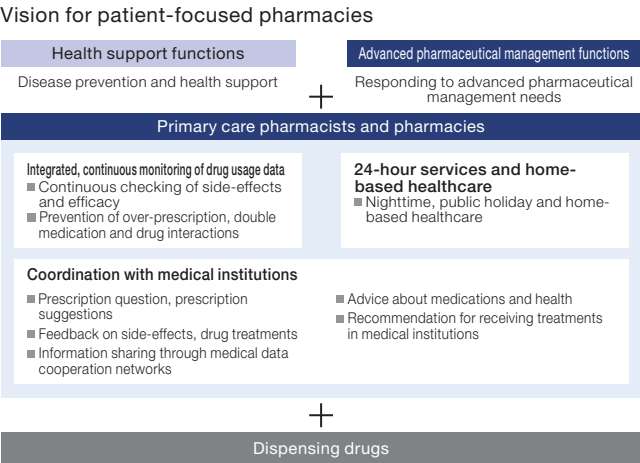 Vision for patient-focused pharmacies
Health support functions
Disease prevention and health support
+
Advanced pharmaceutical management functions
Responding to advanced pharmaceutical
management needs
Primary care pharmacists and pharmacies
Integrated, continuous monitoring of drug usage data
■ Continuous checking of side-effects
and efficacy
■ Prevention of over-prescription, double
medication and drug interactions
24-hour services and home-
based healthcare
■ Nighttime, public holiday and home-
based healthcare
Coordination with medical institutions
■ Prescription question, prescription
suggestions
■ Feedback on side-effects, drug treatments
■ Information sharing through medical data
cooperation networks
■ Advice about medications and health
■ Recommendation for receiving treatments
in medical institutions
+
Dispensing drugs